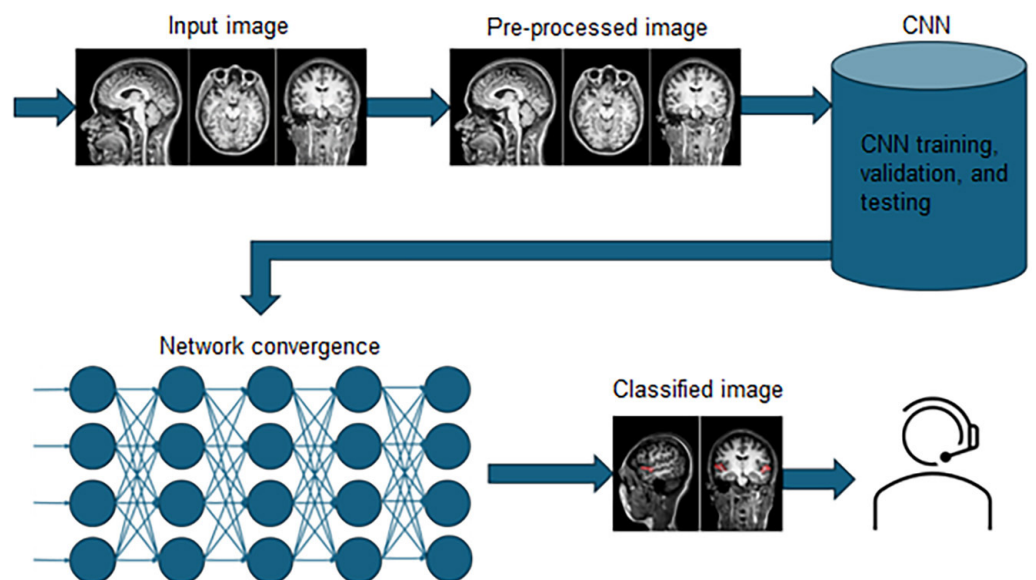 Input image
Pre-processed image
CNN
CNN training,
validation, and
testing
Network convergence
Classified image